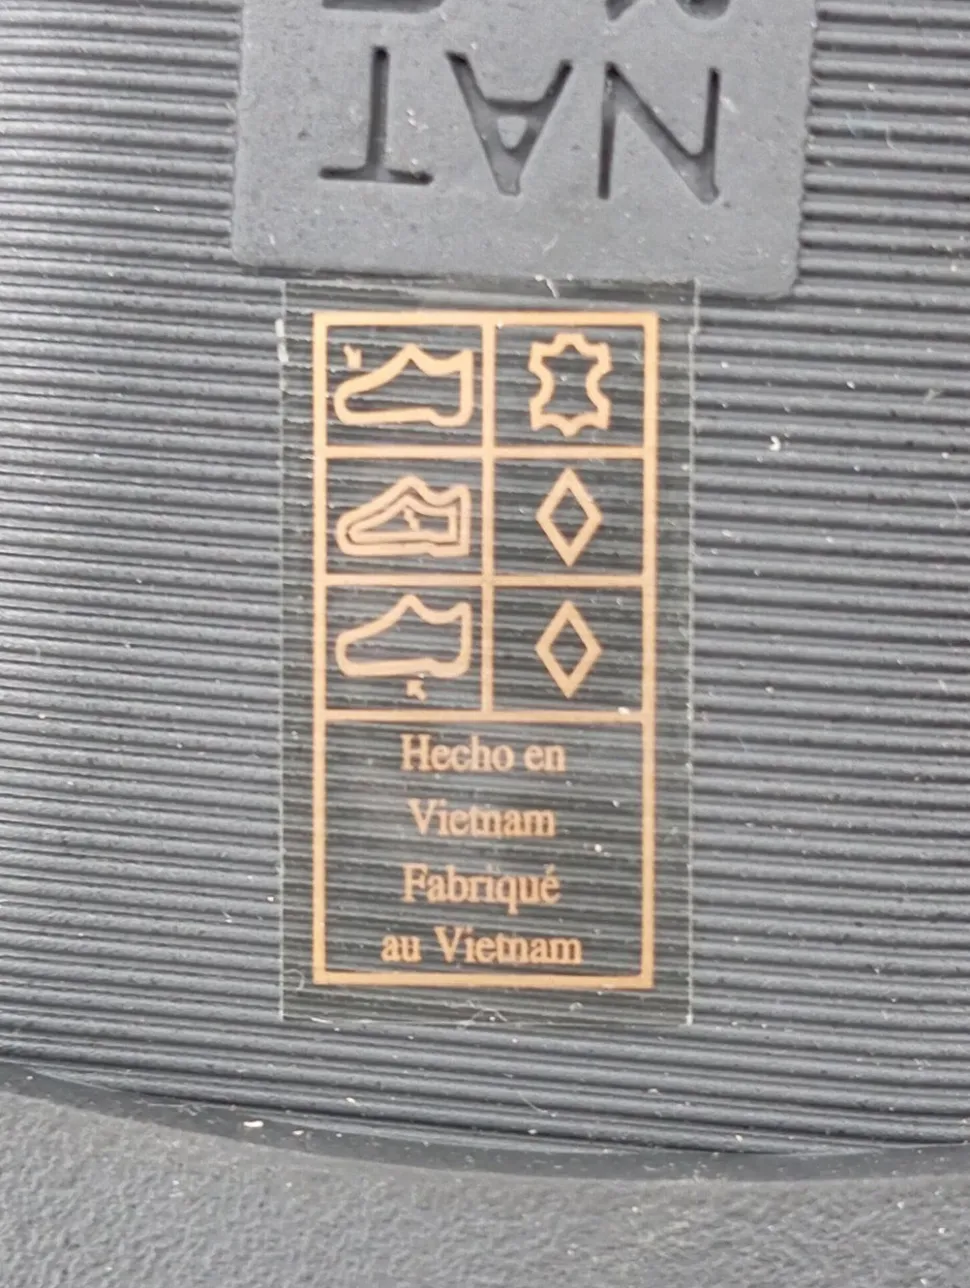 NAT
Hecho en
Vietnam
Fabriqué
au Vietnam